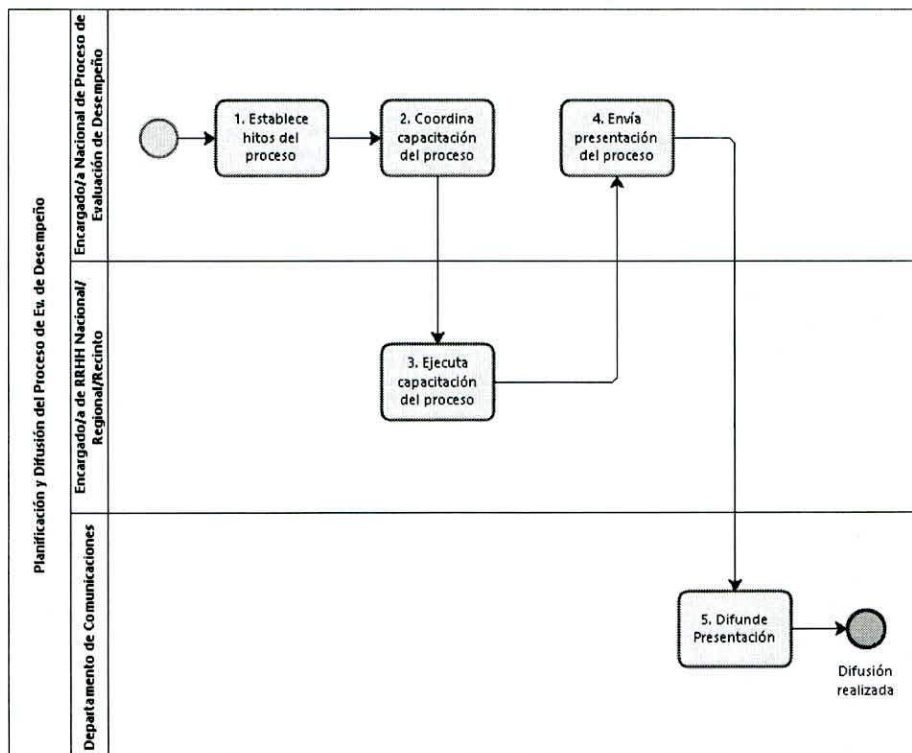 Planificación y Difusión del Proceso de Ev. de Desempeño
Encargado/a Nacional de Proceso de
Evaluación de Desempeño
1. Establece
hitos del
proceso
2. Coordina
capacitación
del proceso
4. Envía
presentación
del proceso
Encargado/a de RRHH Nacional/
Regional/Recinto
3. Ejecuta
capacitación
del proceso
Departamento de Comunicaciones
5. Difunde
Presentación
Difusión
realizada